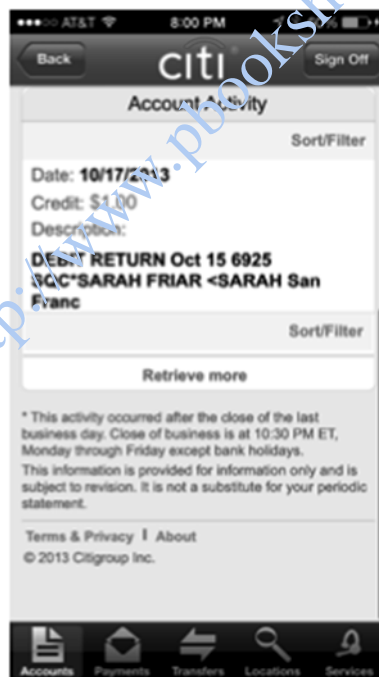 AT&T 8:00 PM
Back citi Sign Off
Account Activity
Sort/Filter
Date: 10/17/2013
Credit: $1.00
Description:
DEBIT RETURN Oct 15 6925
SQC*SARAH FRIAR <SARAH San
Franc
Sort/Filter
Retrieve more
* This activity occurred after the close of the last
business day. Close of business is at 10:30 PM ET,
Monday through Friday except bank holidays.
This information is provided for information only and is
subject to revision. It is not a substitute for your periodic
statement.
Terms & Privacy | About
© 2013 Citigroup Inc.
Accounts Payments Transfers Locations Services